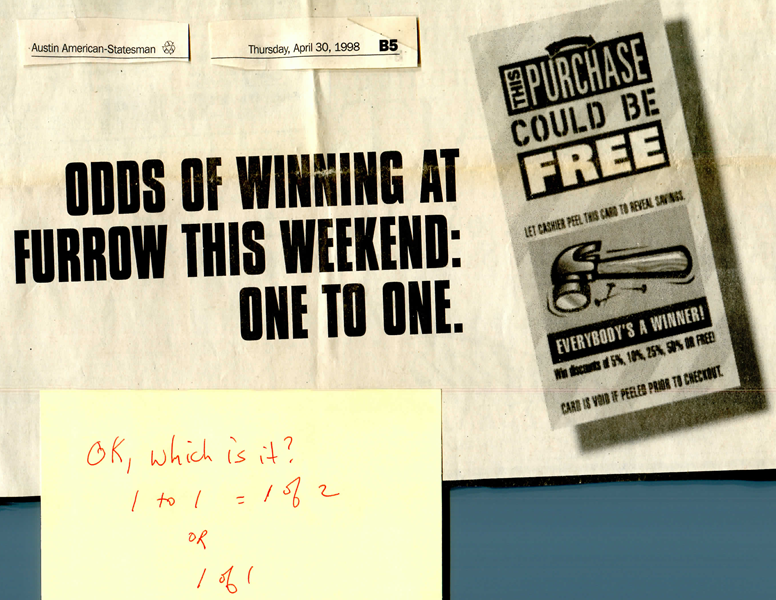 Austin American-Statesman
Thursday, April 30, 1998 B5
ODDS OF WINNING AT
FURROW THIS WEEKEND:
ONE TO ONE.
THIS PURCHASE
COULD BE
FREE
LET CASHIER PEEL THIS CARD TO REVEAL SAVINGS.
EVERYBODY'S A WINNER!
Win discounts of 5%, 10%, 25%, 50% OR FREE!
CARD IS VOID IF PEELED PRIOR TO CHECKOUT.
OK, which is it?
1 to 1 = 1 of 2
OR
1 of 1